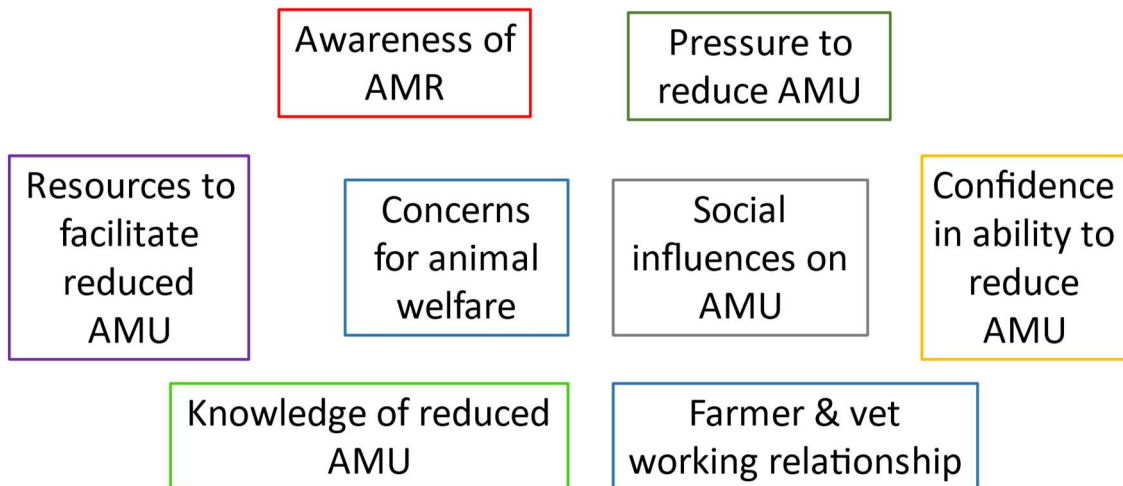 Awareness of
AMR
Pressure to
reduce AMU
Resources to
facilitate
reduced
AMU
Concerns
for animal
welfare
Social
influences on
AMU
Confidence
in ability to
reduce
AMU
Knowledge of reduced
AMU
Farmer & vet
working relationship